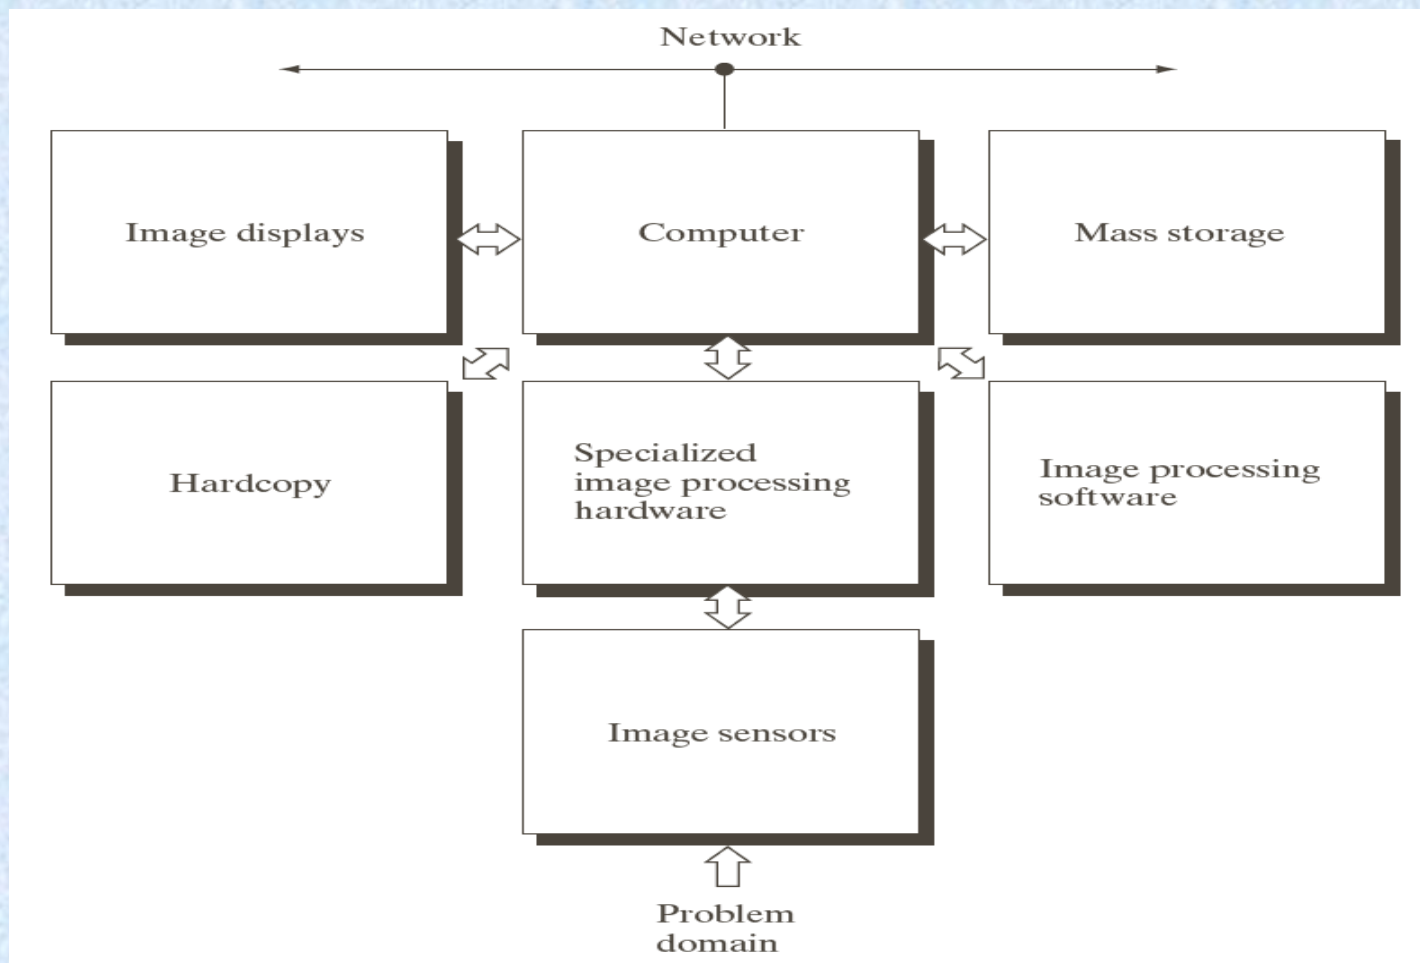 Network
Image displays
Computer
Mass storage
Hardcopy
Specialized
image processing
hardware
Image processing
software
Image sensors
Problem
domain